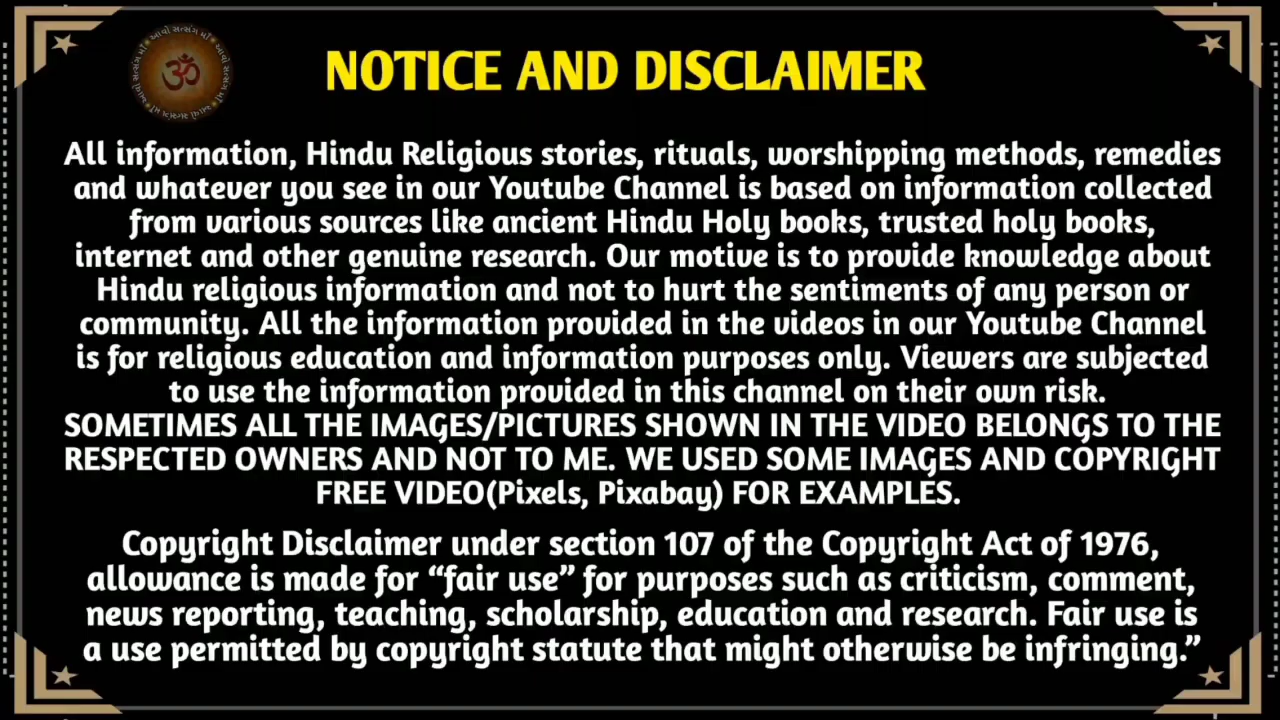 આવો સત્સંગ માં
આવો સત્સંગ માં
આવો સત્સંગ માં
આવો સત્સંગ માં
ॐ
NOTICE AND DISCLAIMER
All information, Hindu Religious stories, rituals, worshipping methods, remedies
and whatever you see in our Youtube Channel is based on information collected
from various sources like ancient Hindu Holy books, trusted holy books,
internet and other genuine research. Our motive is to provide knowledge about
Hindu religious information and not to hurt the sentiments of any person or
community. All the information provided in the videos in our Youtube Channel
is for religious education and information purposes only. Viewers are subjected
to use the information provided in this channel on their own risk.
SOMETIMES ALL THE IMAGES/PICTURES SHOWN IN THE VIDEO BELONGS TO THE
RESPECTED OWNERS AND NOT TO ME. WE USED SOME IMAGES AND COPYRIGHT
FREE VIDEO(Pixels, Pixabay) FOR EXAMPLES.
Copyright Disclaimer under section 107 of the Copyright Act of 1976,
allowance is made for “fair use” for purposes such as criticism, comment,
news reporting, teaching, scholarship, education and research. Fair use is
a use permitted by copyright statute that might otherwise be infringing.”